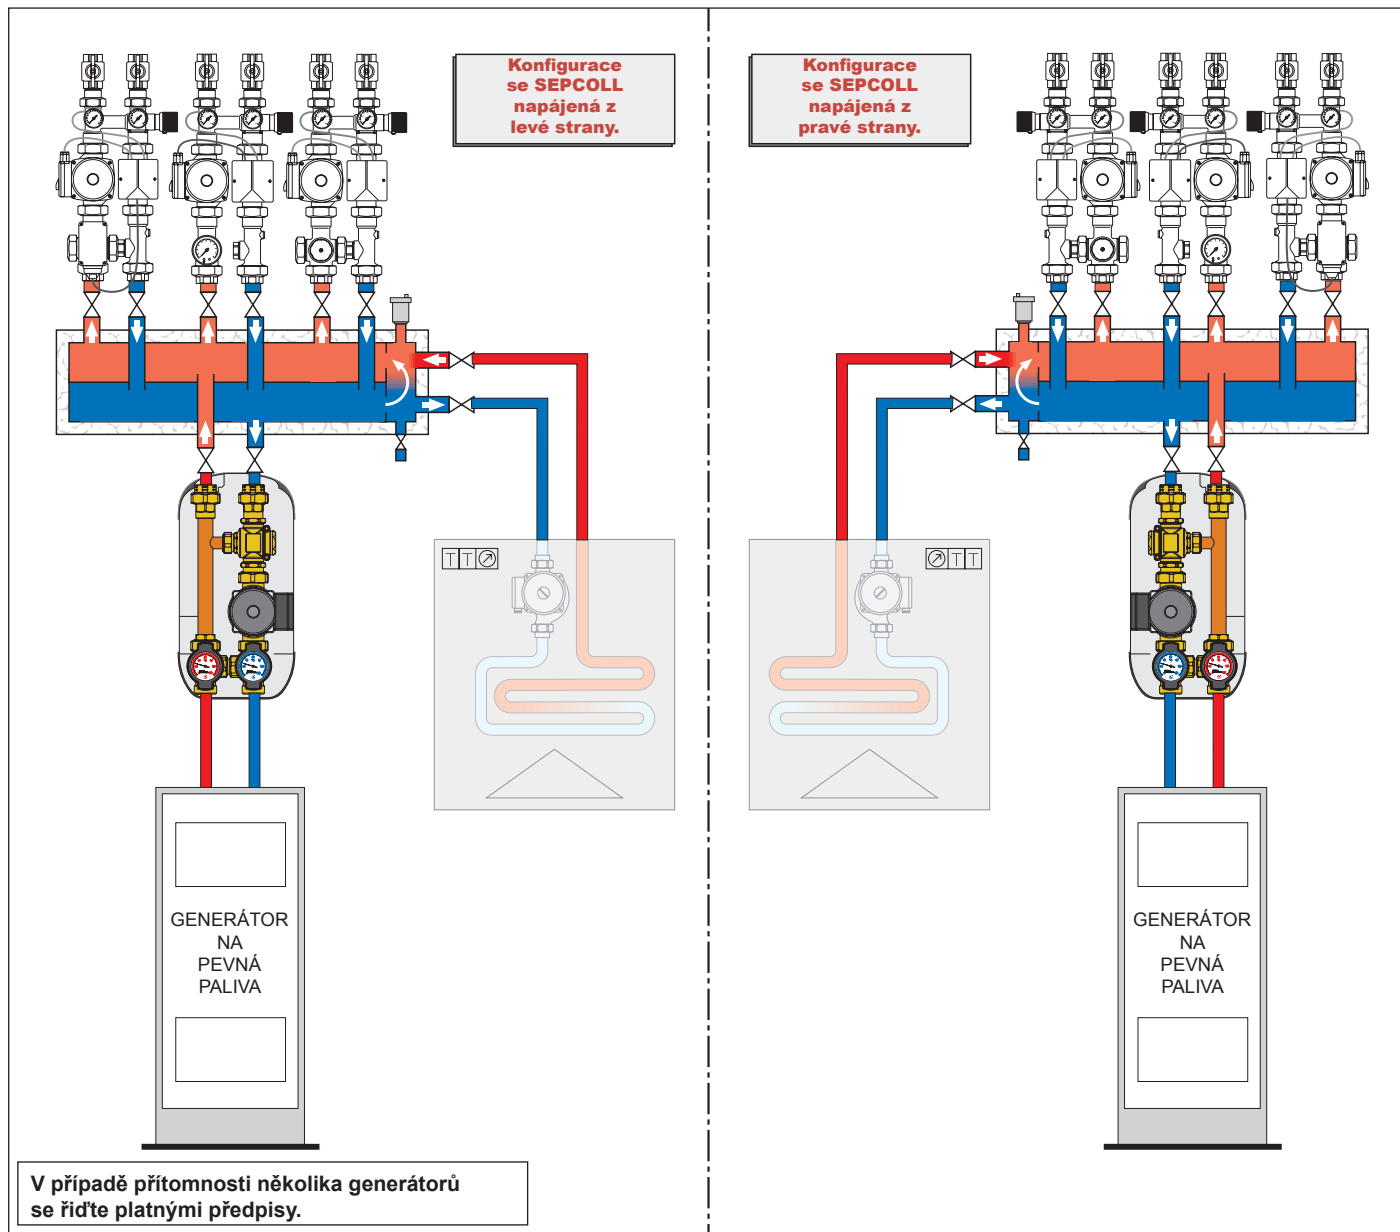 Konfigurace
se SEPCOLL
napájená z
levé strany.
Konfigurace
se SEPCOLL
napájená z
pravé strany.
T T
T T
GENERÁTOR
NA
PEVNÁ
PALIVA
GENERÁTOR
NA
PEVNÁ
PALIVA
V případě přítomnosti několika generátorů
se řiďte platnými předpisy.